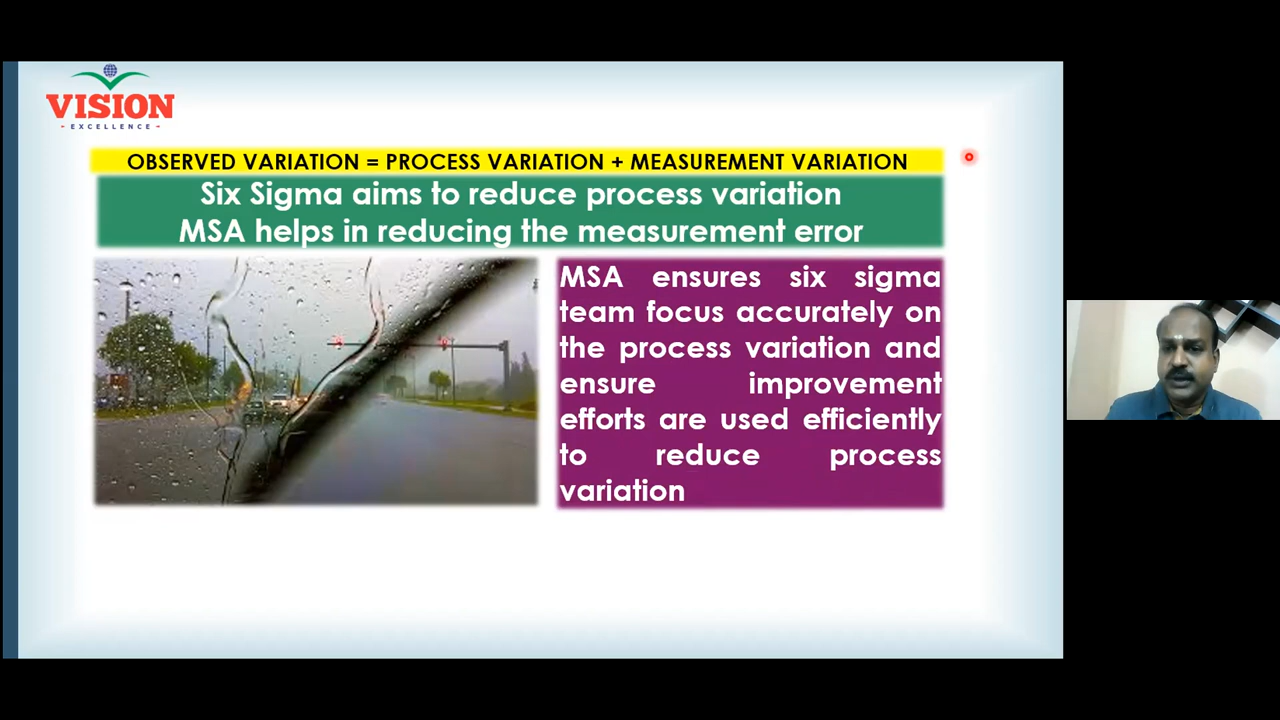 VISION
- EXCELLENCE -
OBSERVED VARIATION = PROCESS VARIATION + MEASUREMENT VARIATION
Six Sigma aims to reduce process variation
MSA helps in reducing the measurement error
MSA ensures six sigma
team focus accurately on
the process variation and
ensure improvement
efforts are used efficiently
to reduce process
variation